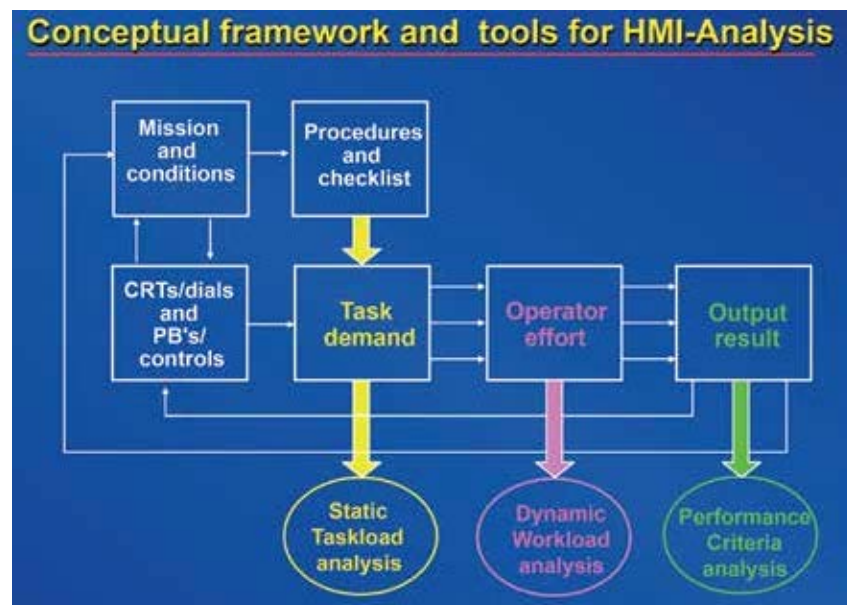 Conceptual framework and tools for HMI-Analysis
Mission
and
conditions
Procedures
and
checklist
CRTs/dials
and
PB's/
controls
Task
demand
Operator
effort
Output
result
Static
Taskload
analysis
Dynamic
Workload
analysis
Performance
Criteria
analysis